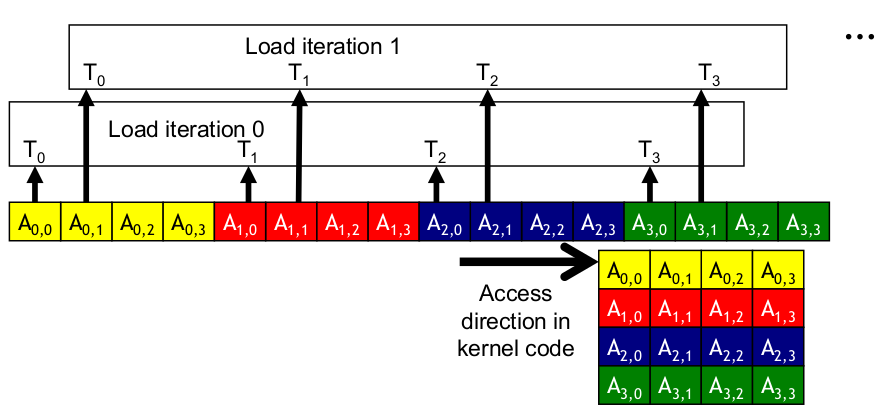 ...
Load iteration 1
T0 T1 T2 T3
Load iteration 0
T0 T1 T2 T3
A0,0 A0,1 A0,2 A0,3 A1,0 A1,1 A1,2 A1,3 A2,0 A2,1 A2,2 A2,3 A3,0 A3,1 A3,2 A3,3
Access
direction in
kernel code
A0,0 A0,1 A0,2 A0,3
A1,0 A1,1 A1,2 A1,3
A2,0 A2,1 A2,2 A2,3
A3,0 A3,1 A3,2 A3,3